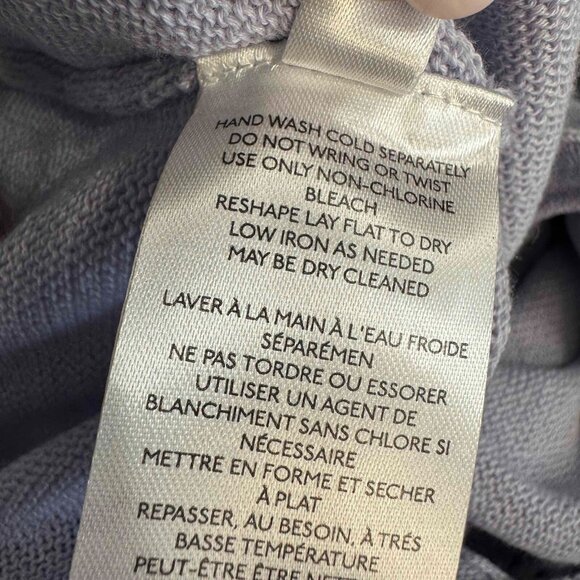 HAND WASH COLD SEPARATELY
DO NOT WRING OR TWIST
USE ONLY NON-CHLORINE
BLEACH
RESHAPE LAY FLAT TO DRY
LOW IRON AS NEEDED
MAY BE DRY CLEANED
LAVER À LA MAIN À L'EAU FROIDE
SÉPARÉMEN
NE PAS TORDRE OU ESSORER
UTILISER UN AGENT DE
BLANCHIMENT SANS CHLORE SI
NÉCESSAIRE
METTRE EN FORME ET SECHER
À PLAT
REPASSER, AU BESOIN, À TRÉS
BASSE TEMPÉRATURE
PEUT-ÊTRE ÊTRE